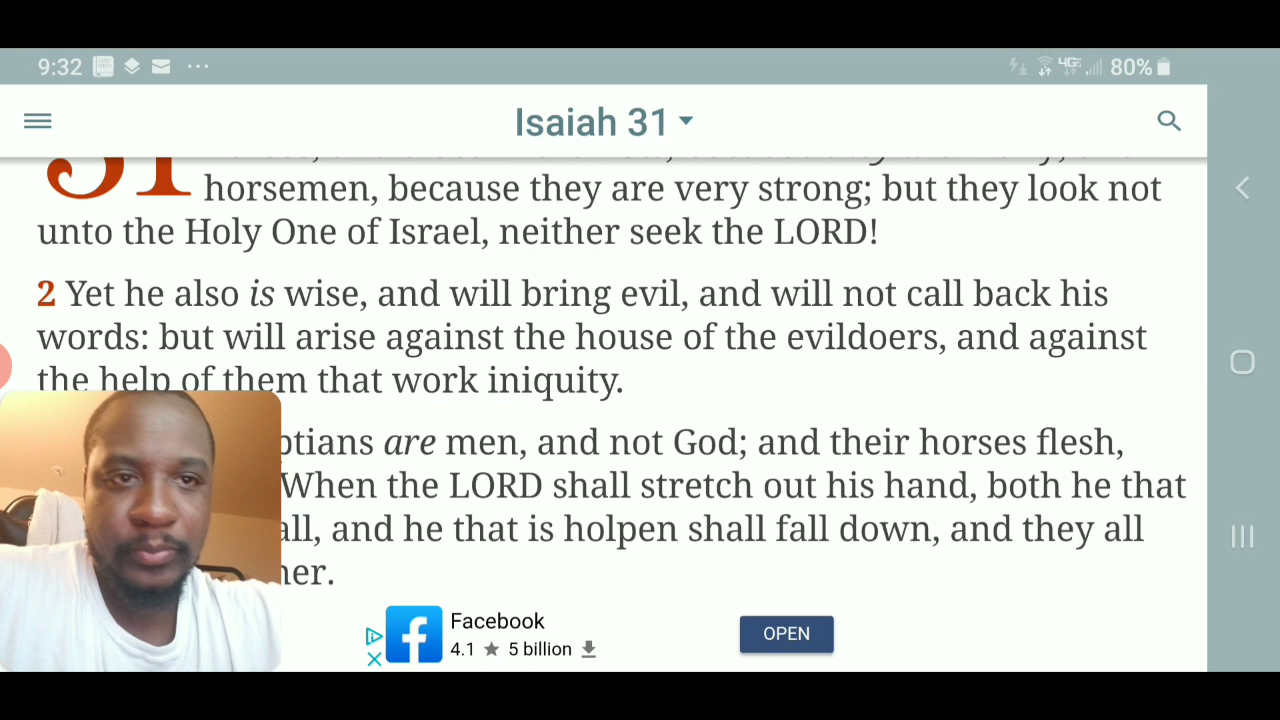 9:32 80%
Isaiah 31
31
horsemen, because they are very strong; but they look not
unto the Holy One of Israel, neither seek the LORD!
2 Yet he also is wise, and will bring evil, and will not call back his
words: but will arise against the house of the evildoers, and against
the help of them that work iniquity.
ptians are men, and not God; and their horses flesh,
When the LORD shall stretch out his hand, both he that
all, and he that is holpen shall fall down, and they all
her.
Facebook
4.1 ★ 5 billion
OPEN